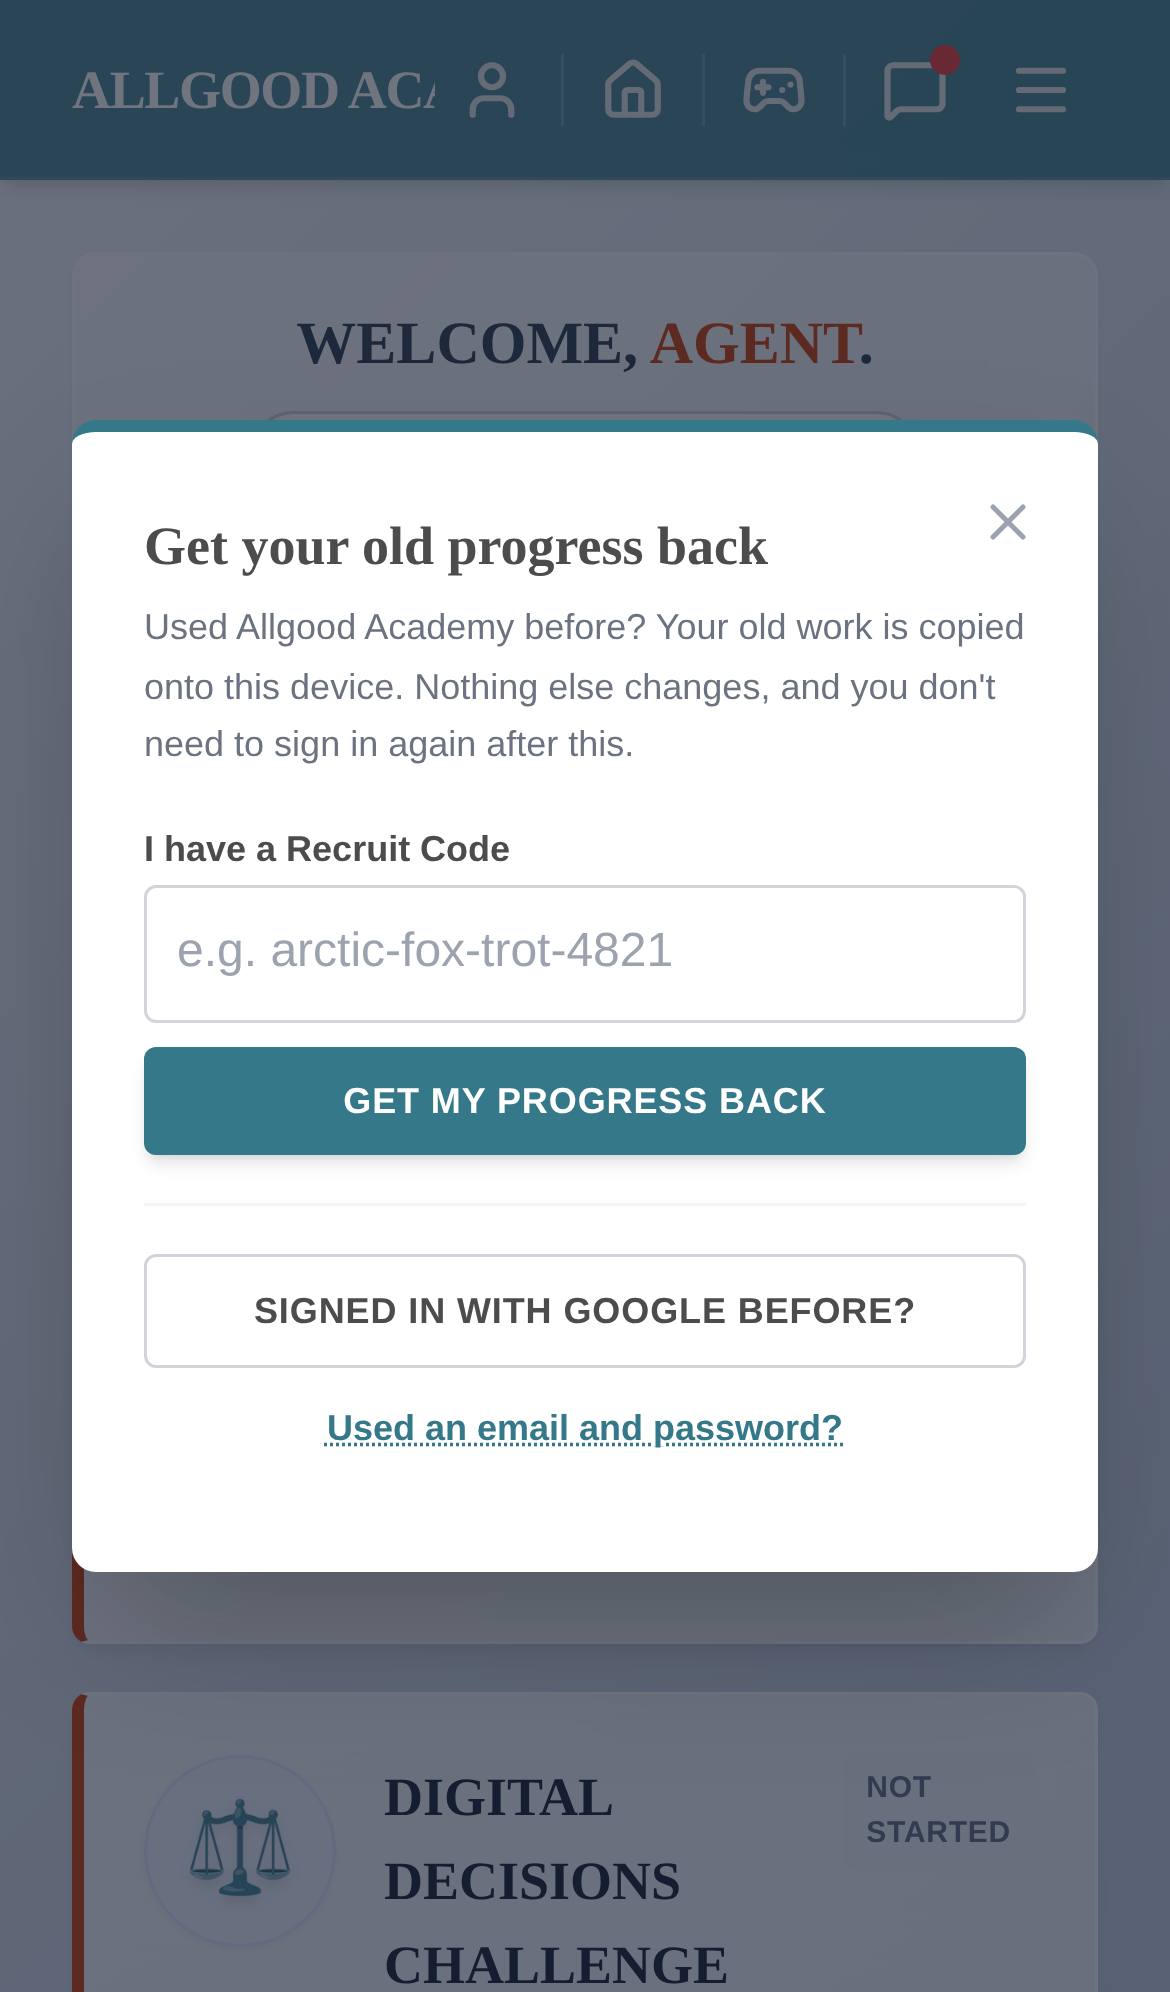 ALLGOOD ACA
WELCOME, AGENT.
Get your old progress back
Used Allgood Academy before? Your old work is copied
onto this device. Nothing else changes, and you don't
need to sign in again after this.
I have a Recruit Code
e.g. arctic-fox-trot-4821
GET MY PROGRESS BACK
SIGNED IN WITH GOOGLE BEFORE?
Used an email and password?
DIGITAL
DECISIONS
CHALLENGE
NOT
STARTED